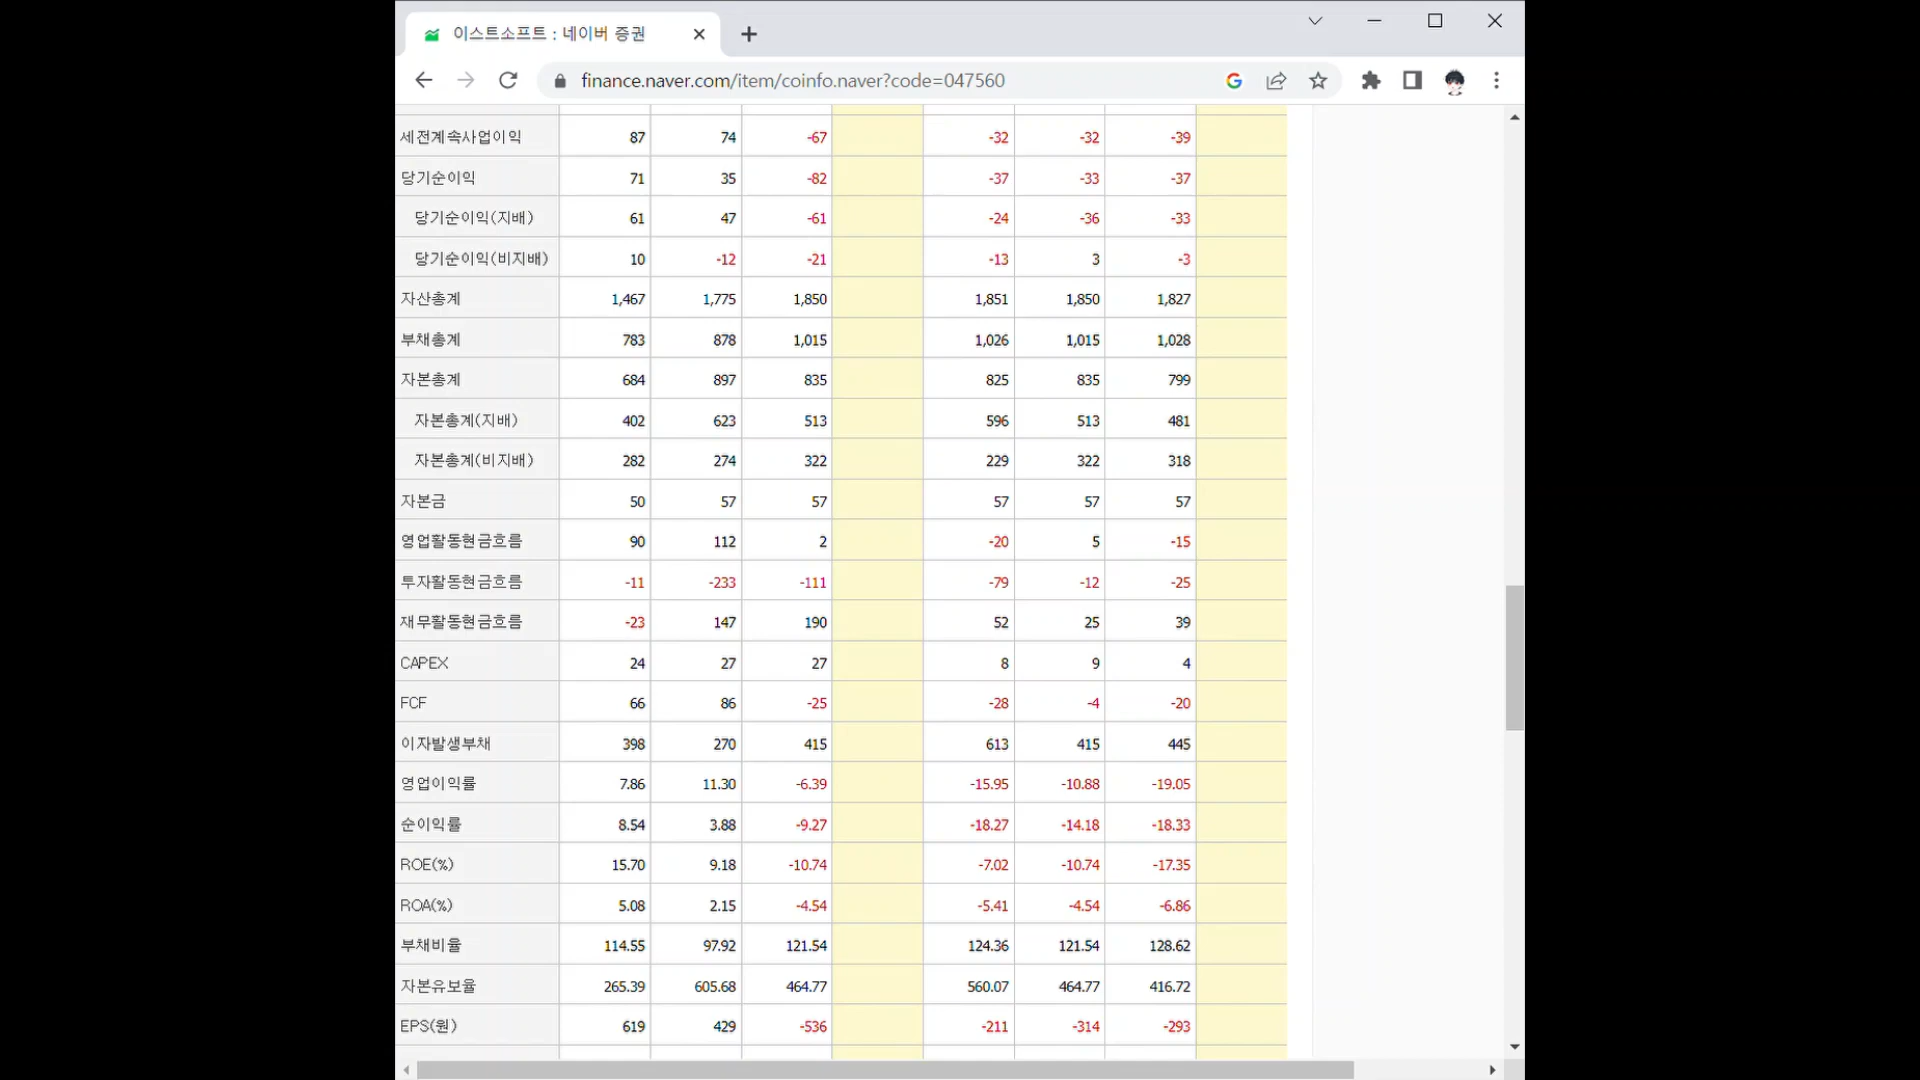 이스트소프트 : 네이버 증권
finance.naver.com/item/coinfo.naver?code=047560
세전계속사업이익 87 74 -67 -32 -32 -39
당기순이익 71 35 -82 -37 -33 -37
당기순이익(지배) 61 47 -61 -24 -36 -33
당기순이익(비지배) 10 -12 -21 -13 3 -3
자산총계 1,467 1,775 1,850 1,851 1,850 1,827
부채총계 783 878 1,015 1,026 1,015 1,028
자본총계 684 897 835 825 835 799
자본총계(지배) 402 623 513 596 513 481
자본총계(비지배) 282 274 322 229 322 318
자본금 50 57 57 57 57 57
영업활동현금흐름 90 112 2 -20 5 -15
투자활동현금흐름 -11 -233 -111 -79 -12 -25
재무활동현금흐름 -23 147 190 52 25 39
CAPEX 24 27 27 8 9 4
FCF 66 86 -25 -28 -4 -20
이자발생부채 398 270 415 613 415 445
영업이익률 7.86 11.30 -6.39 -15.95 -10.88 -19.05
순이익률 8.54 3.88 -9.27 -18.27 -14.18 -18.33
ROE(%) 15.70 9.18 -10.74 -7.02 -10.74 -17.35
ROA(%) 5.08 2.15 -4.54 -5.41 -4.54 -6.86
부채비율 114.55 97.92 121.54 124.36 121.54 128.62
자본유보율 265.39 605.68 464.77 560.07 464.77 416.72
EPS(원) 619 429 -536 -211 -314 -293